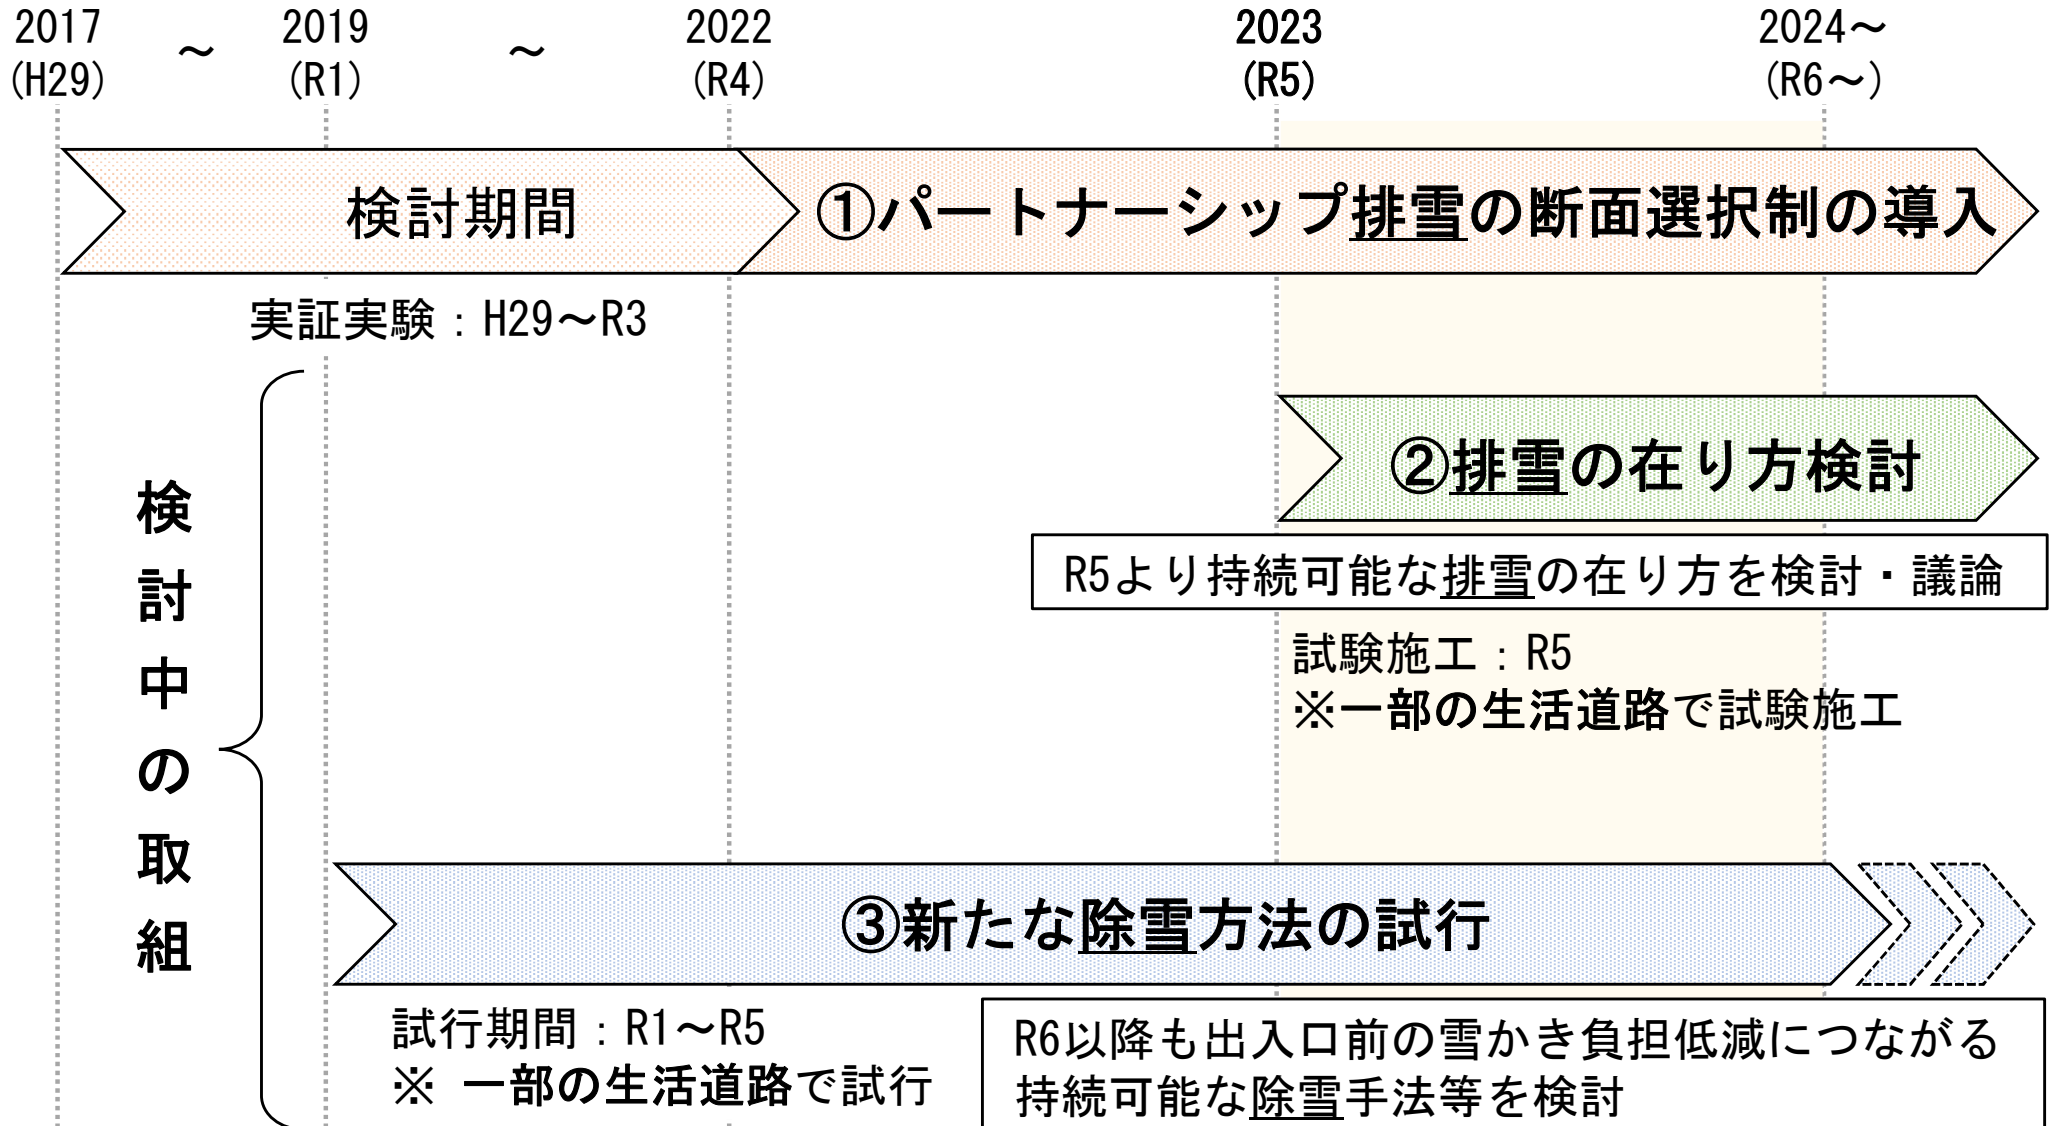 2017 ～ 2019 ～ 2022 2023 2024～
(H29) (R1) (R4) (R5) (R6～)
検討期間
①パートナーシップ排雪の断面選択制の導入
実証実験：H29～R3
検討中の取組
②排雪の在り方検討
R5より持続可能な排雪の在り方を検討・議論
試験施工：R5
※一部の生活道路で試験施工
③新たな除雪方法の試行
試行期間：R1～R5
※ 一部の生活道路で試行
R6以降も出入口前の雪かき負担低減につながる
持続可能な除雪手法等を検討